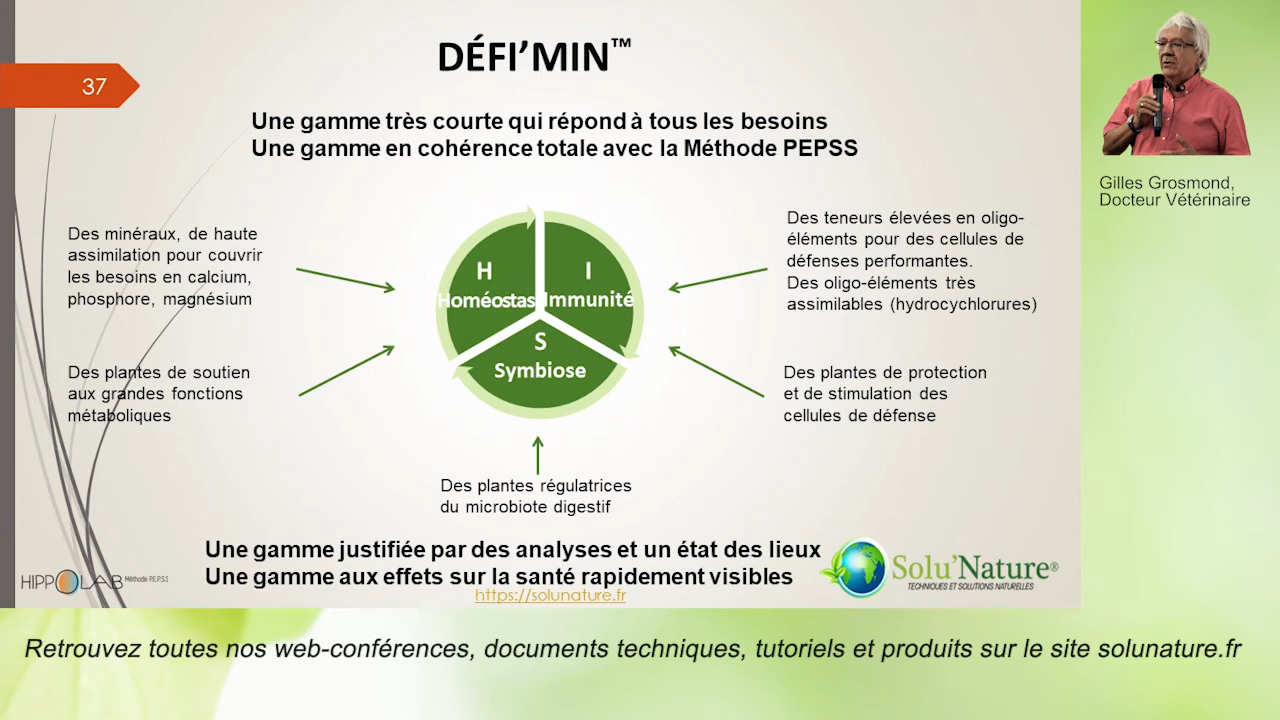 DÉFI'MIN™
37
Une gamme très courte qui répond à tous les besoins
Une gamme en cohérence totale avec la Méthode PEPSS
Gilles Grosmond,
Docteur Vétérinaire
Des minéraux, de haute
assimilation pour couvrir
les besoins en calcium,
phosphore, magnésium
Des plantes de soutien
aux grandes fonctions
métaboliques
H
Homéostas
I
Immunité
S
Symbiose
Des teneurs élevées en oligo-
éléments pour des cellules de
défenses performantes.
Des oligo-éléments très
assimilables (hydrocychlorures)
Des plantes de protection
et de stimulation des
cellules de défense
Des plantes régulatrices
du microbiote digestif
Une gamme justifiée par des analyses et un état des lieux
Une gamme aux effets sur la santé rapidement visibles
https://solunature.fr
HIPPOLAB Méthode P.E.P.S.S
Solu'Nature®
TECHNIQUES ET SOLUTIONS NATURELLES
Retrouvez toutes nos web-conférences, documents techniques, tutoriels et produits sur le site solunature.fr